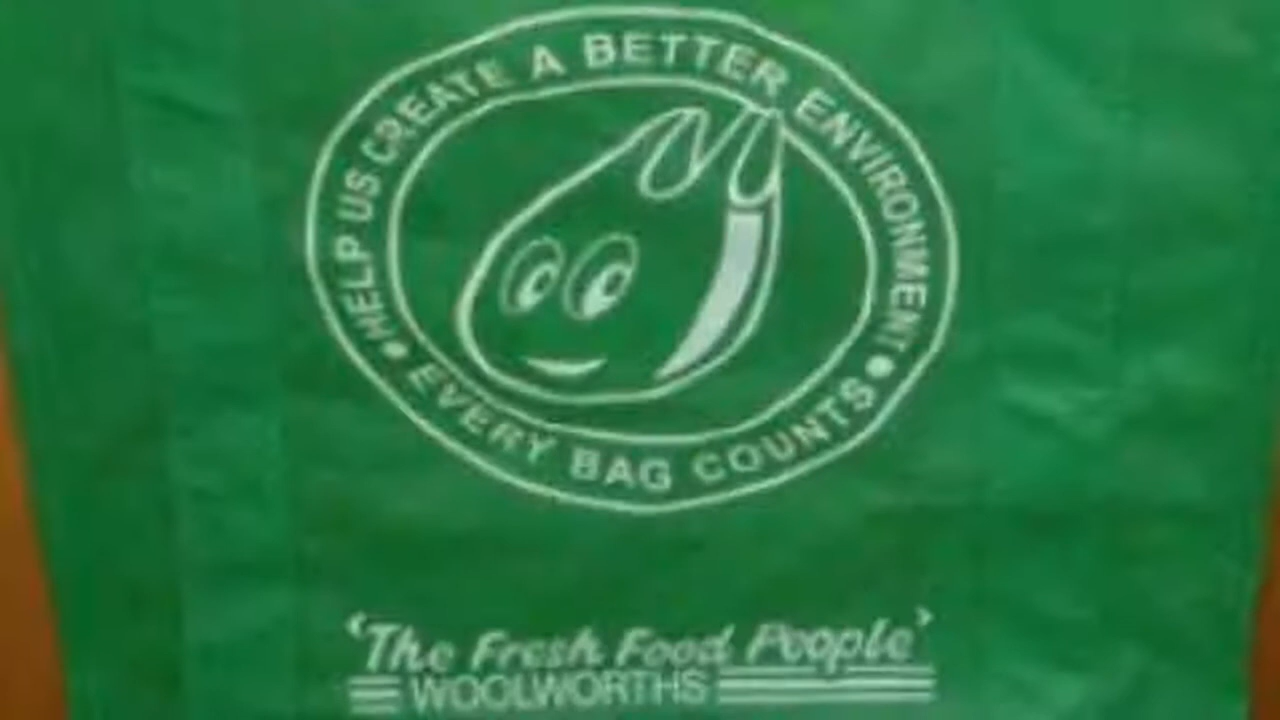 • HELP US CREATE A BETTER ENVIRONMENT •
EVERY BAG COUNTS
'The Fresh Food People'
WOOLWORTHS